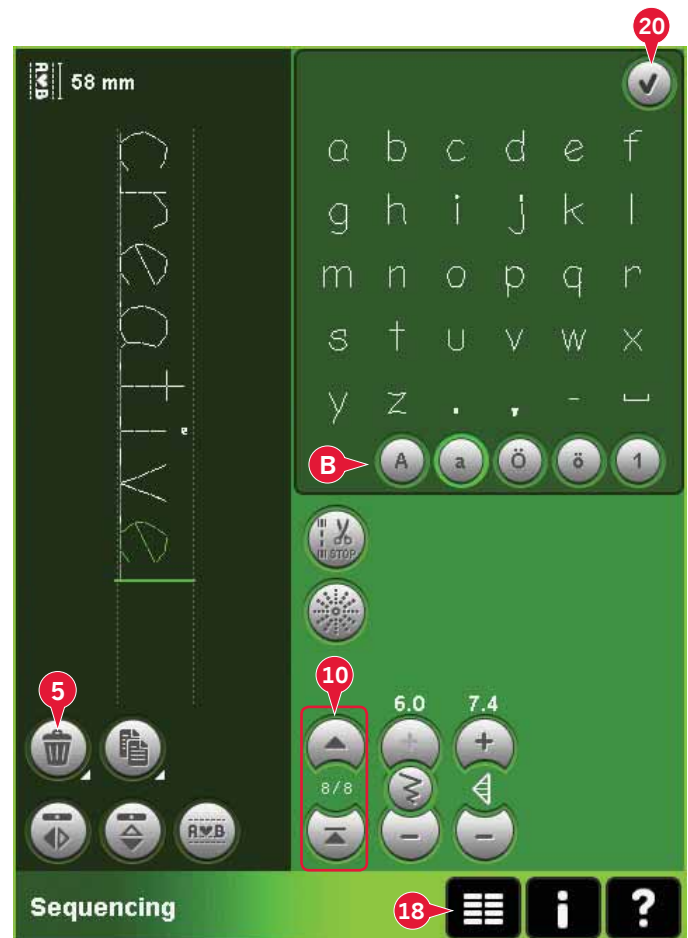 20
58 mm
creative
a b c d e f
g h i j k l
m n o p q r
s t u v w x
y z . , - ⎵
B
A a Ö ö 1
STOP
5
10
6.0 7.4
+ +
8/8
- -
A♥B
Sequencing
18
i ?